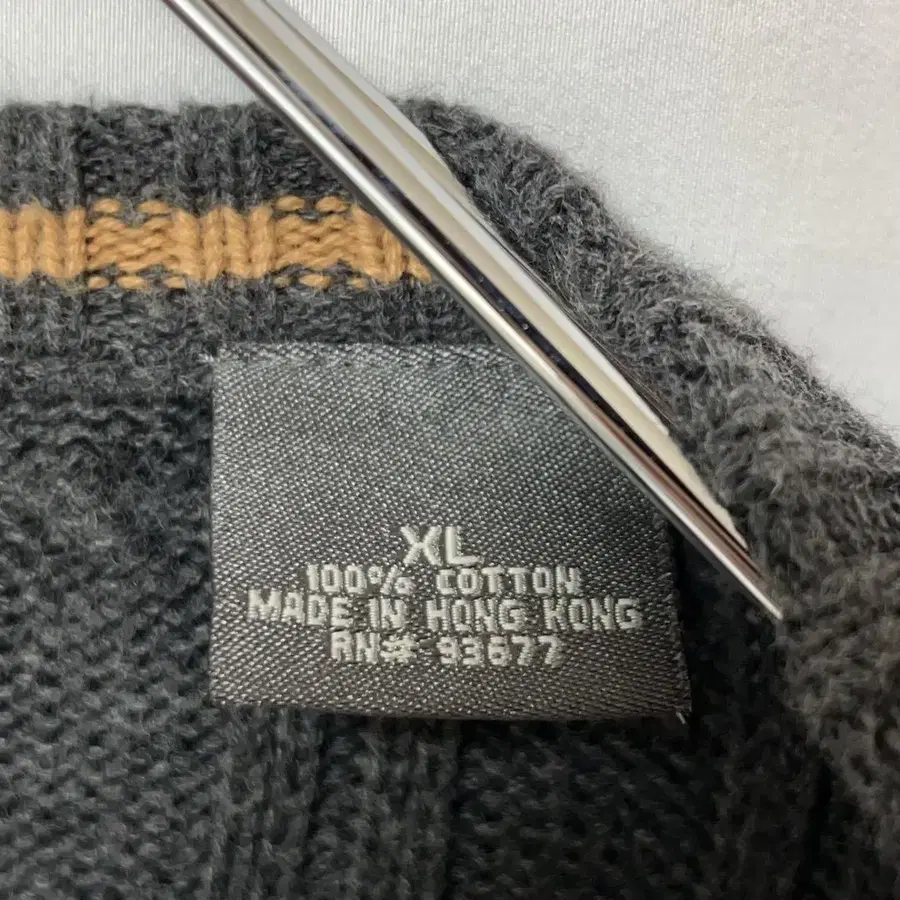 XL
100% COTTON
MADE IN HONG KONG
RN# 93677